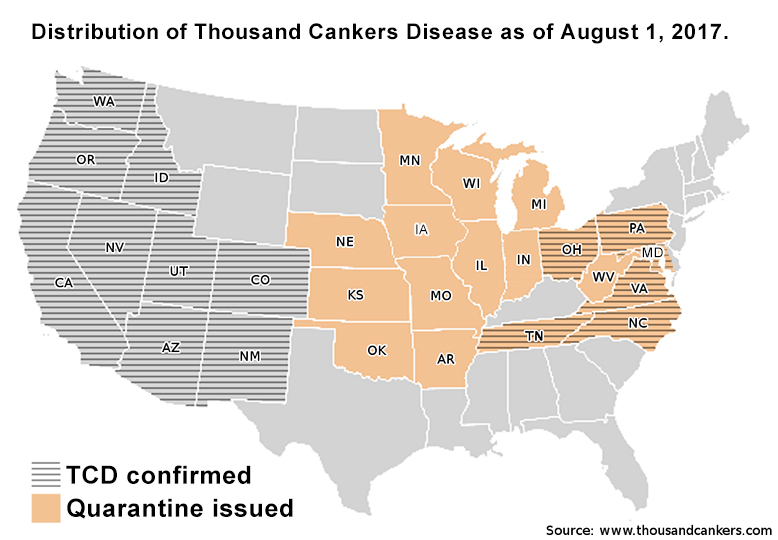 Distribution of Thousand Cankers Disease as of August 1, 2017.
WA
OR
ID
MN
WI
MI
NV
UT
CO
CA
AZ
NM
NE
IA
KS
MO
IL
IN
OH
PA
MD
WV
VA
NC
TN
OK
AR
TCD confirmed
Quarantine issued
Source: www.thousandcankers.com